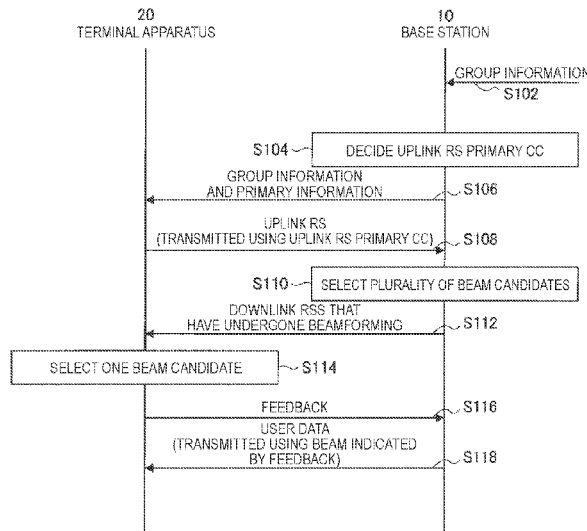 20
TERMINAL APPARATUS
10
BASE STATION
GROUP INFORMATION
S102
S104
DECIDE UPLINK RS PRIMARY CC
GROUP INFORMATION
AND PRIMARY INFORMATION
S106
UPLINK RS
(TRANSMITTED USING UPLINK RS PRIMARY CC)
S108
S110
SELECT PLURALITY OF BEAM CANDIDATES
DOWNLINK RSS THAT
HAVE UNDERGONE BEAMFORMING
S112
SELECT ONE BEAM CANDIDATE
S114
FEEDBACK
S116
USER DATA
(TRANSMITTED USING BEAM INDICATED
BY FEEDBACK)
S118